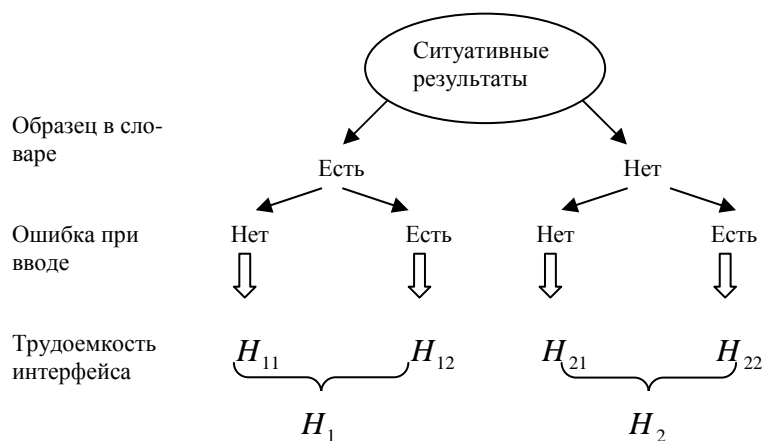 Ситуативные
результаты
Образец в сло-
варе
Есть Нет
Ошибка при
вводе
Нет Есть Нет Есть
Трудоемкость
интерфейса
H11 H12 H21 H22
H1 H2